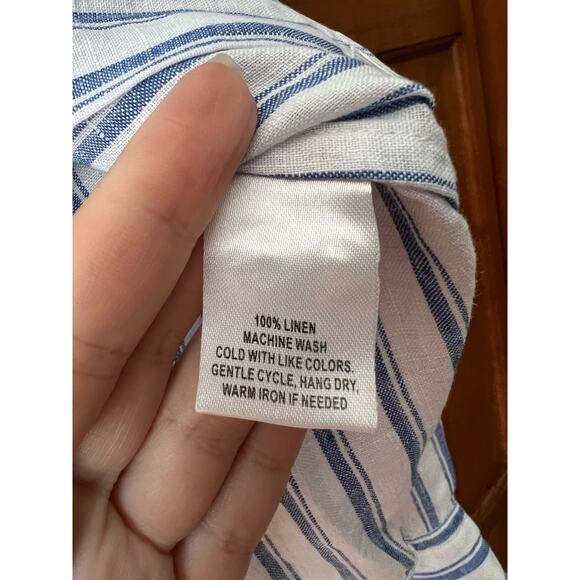 100% LINEN
MACHINE WASH
COLD WITH LIKE COLORS.
GENTLE CYCLE, HANG DRY,
WARM IRON IF NEEDED